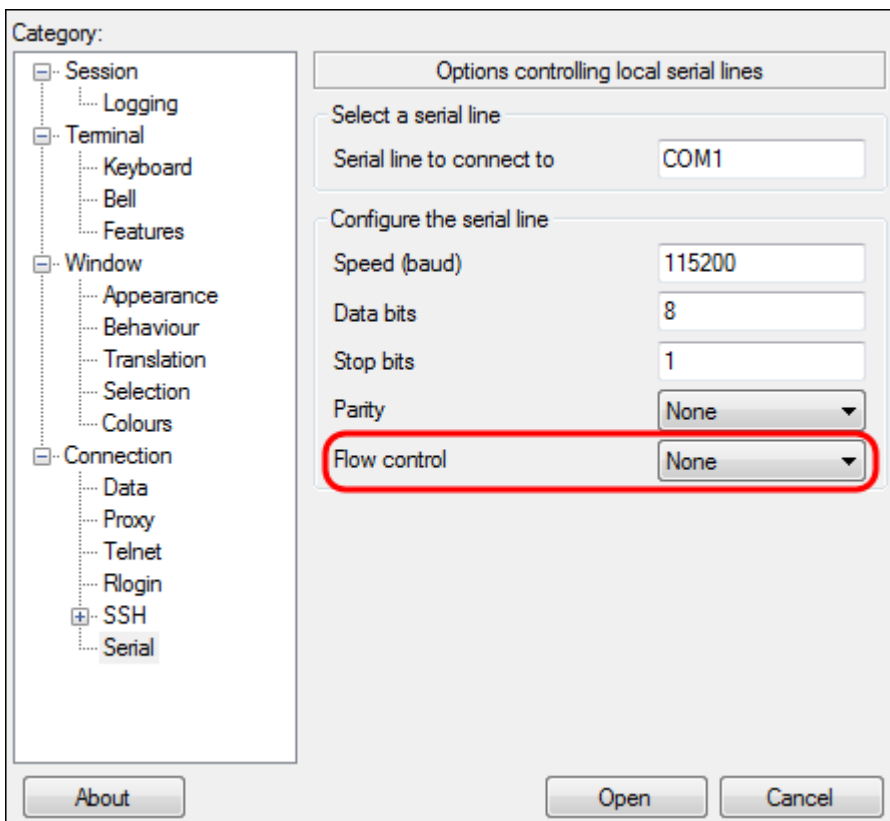 Category:
Session
Logging
Terminal
Keyboard
Bell
Features
Window
Appearance
Behaviour
Translation
Selection
Colours
Connection
Data
Proxy
Telnet
Rlogin
SSH
Serial
Options controlling local serial lines
Select a serial line
Serial line to connect to COM1
Configure the serial line
Speed (baud) 115200
Data bits 8
Stop bits 1
Parity None
Flow control None
About Open Cancel